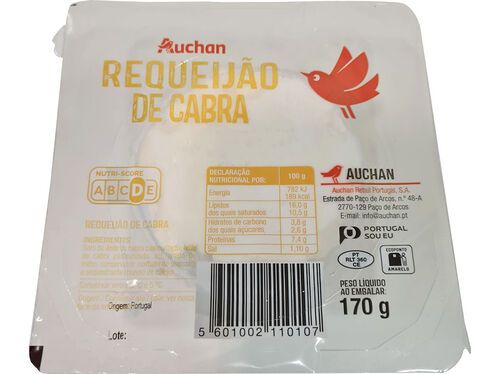 Auchan
REQUEIJÃO
DE CABRA
NUTRI-SCORE
A B C D E
DECLARAÇÃO
NUTRICIONAL POR: 100 g
Energia 782 kJ
189 kcal
Lípidos 16,0 g
dos quais saturados 10,5 g
Hidratos de carbono 3,8 g
dos quais açúcares 2,6 g
Proteínas 7,4 g
Sal 1,10 g
AUCHAN
Auchan Retail Portugal, S.A.
Estrada de Paço de Arcos, n.º 48-A
2770-129 Paço de Arcos
E-mail: info@auchan.pt
PORTUGAL
SOU EU
PT
RLT 360
CE
ECOPONTO
AMARELO
REQUEIJÃO DE CABRA
INGREDIENTES:
Origem: Portugal
Lote:
5 601002 110107
PESO LÍQUIDO
AO EMBALAR:
170 g